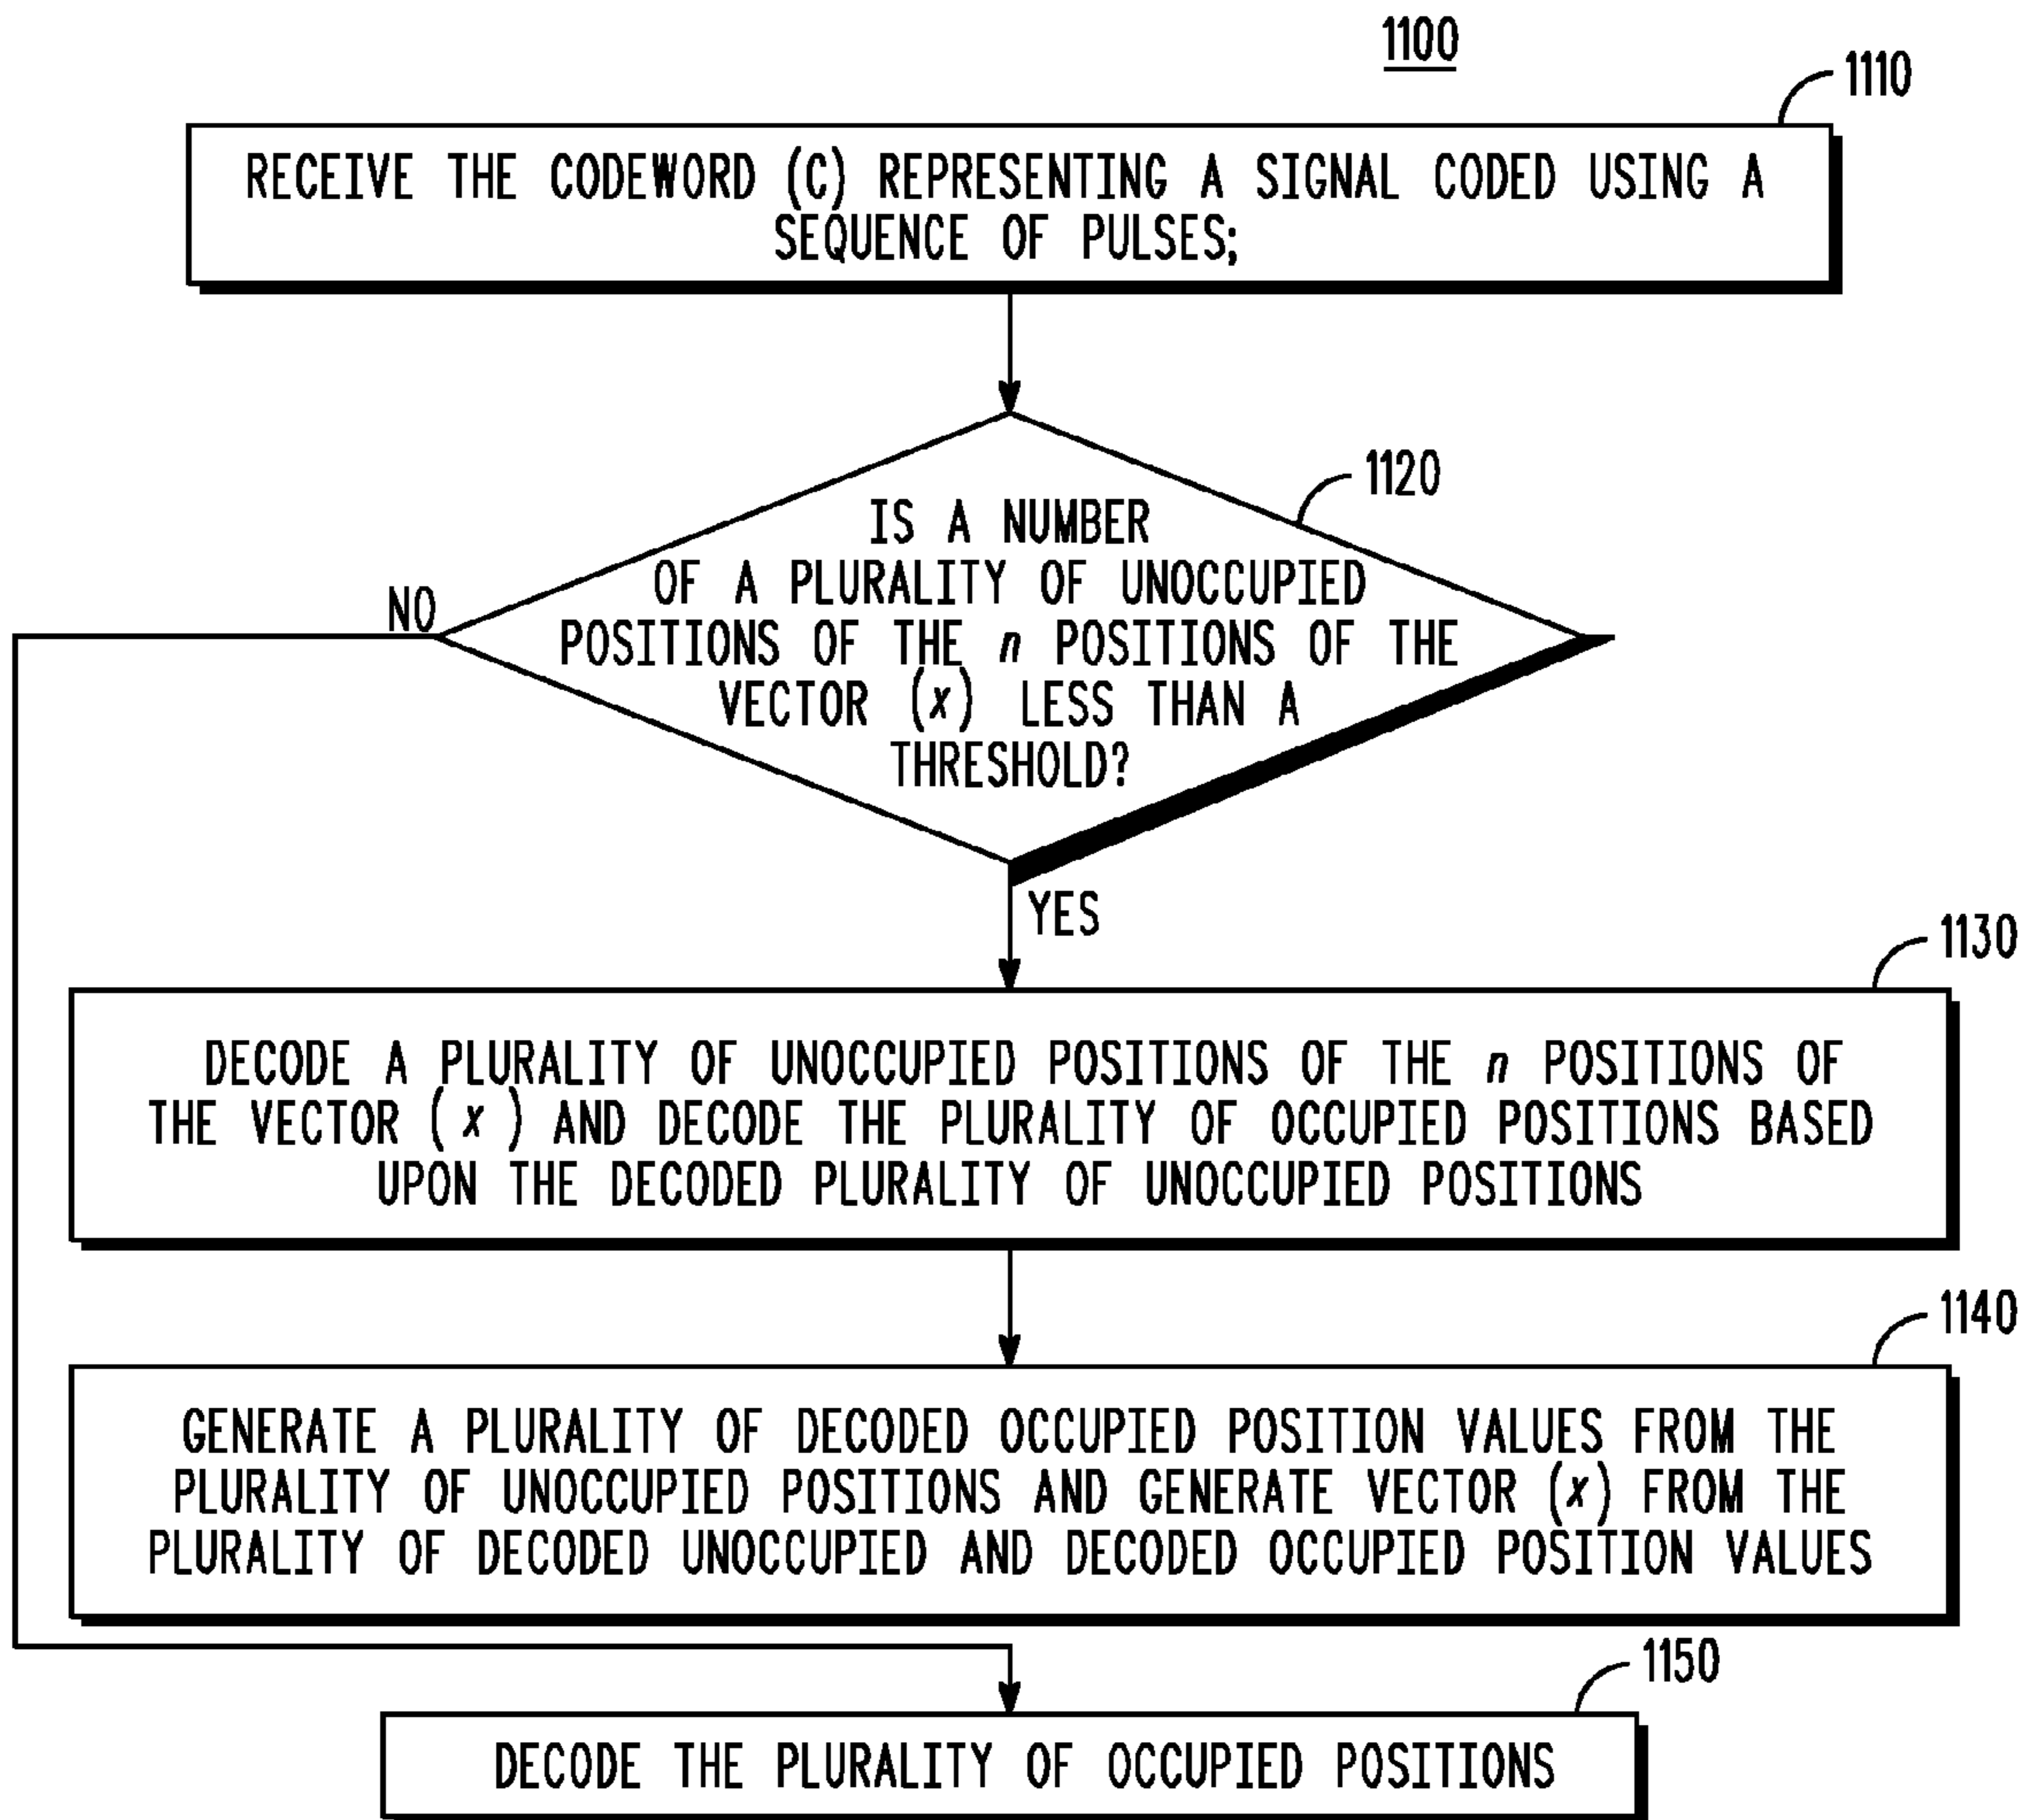 1100
1110
RECEIVE THE CODEWORD (C) REPRESENTING A SIGNAL CODED USING A
SEQUENCE OF PULSES;
1120
IS A NUMBER
OF A PLURALITY OF UNOCCUPIED
POSITIONS OF THE n POSITIONS OF THE
VECTOR (x) LESS THAN A
THRESHOLD?
NO
YES
1130
DECODE A PLURALITY OF UNOCCUPIED POSITIONS OF THE n POSITIONS OF
THE VECTOR ( x ) AND DECODE THE PLURALITY OF OCCUPIED POSITIONS BASED
UPON THE DECODED PLURALITY OF UNOCCUPIED POSITIONS
1140
GENERATE A PLURALITY OF DECODED OCCUPIED POSITION VALUES FROM THE
PLURALITY OF UNOCCUPIED POSITIONS AND GENERATE VECTOR (x) FROM THE
PLURALITY OF DECODED UNOCCUPIED AND DECODED OCCUPIED POSITION VALUES
1150
DECODE THE PLURALITY OF OCCUPIED POSITIONS